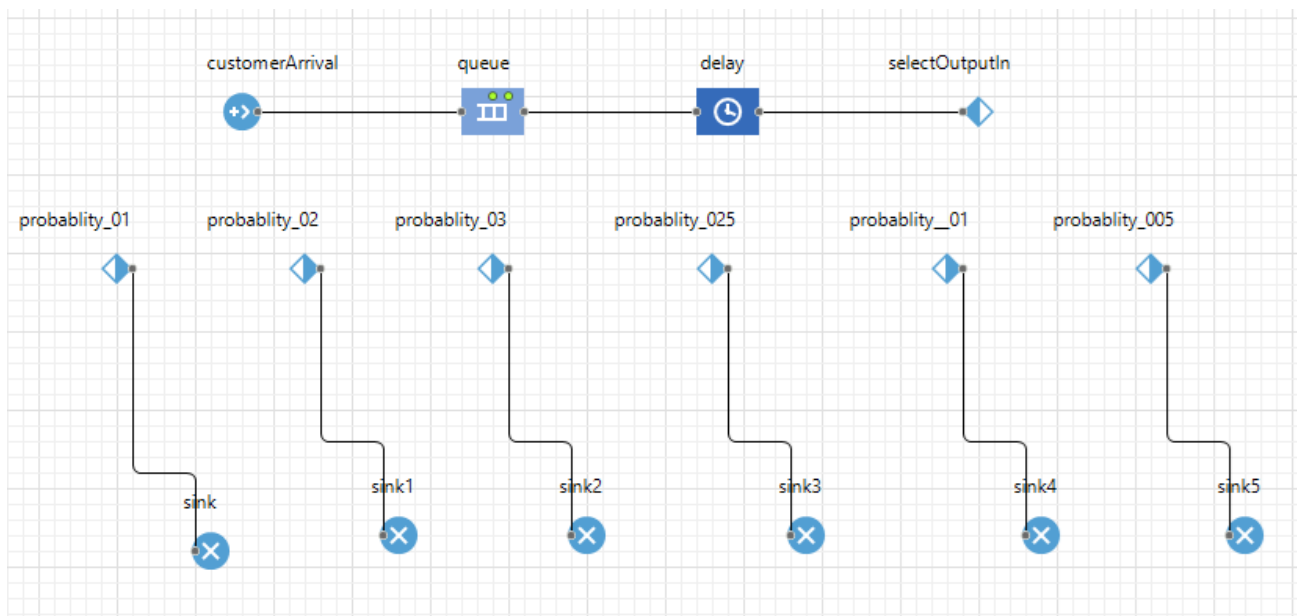 customerArrival
queue
delay
selectOutputIn
probablity_01
probablity_02
probablity_03
probablity_025
probablity__01
probablity_005
sink
sink1
sink2
sink3
sink4
sink5